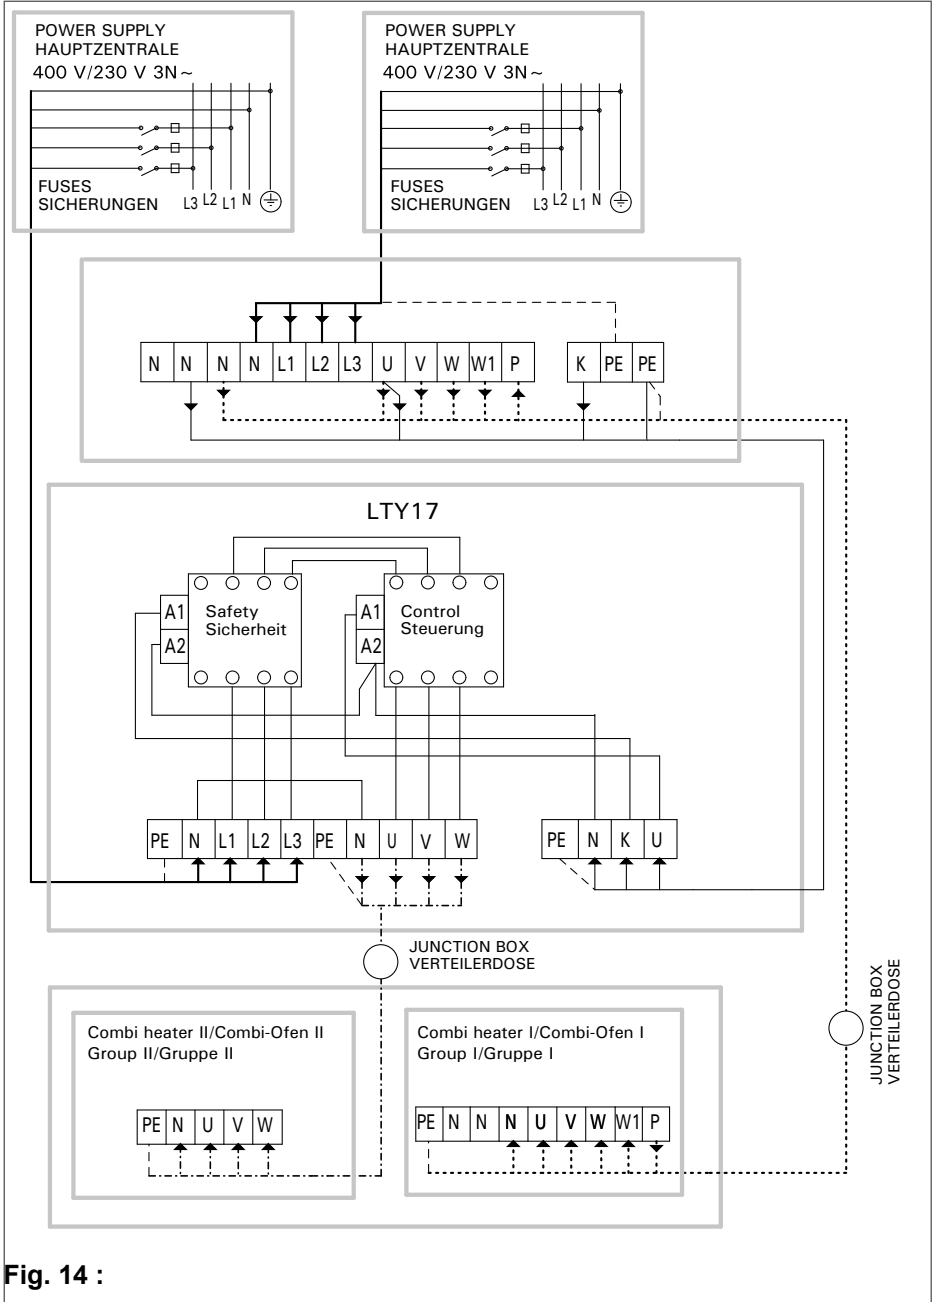 POWER SUPPLY
HAUPTZENTRALE
400 V/230 V 3N~
FUSES
SICHERUNGEN
L3 L2 L1 N
POWER SUPPLY
HAUPTZENTRALE
400 V/230 V 3N~
FUSES
SICHERUNGEN
L3 L2 L1 N
N N N N L1 L2 L3 U V W W1 P
K PE PE
LTY17
A1
A2
Safety
Sicherheit
A1
A2
Control
Steuerung
PE N L1 L2 L3 PE N U V W
PE N K U
JUNCTION BOX
VERTEILERDOSE
JUNCTION BOX
VERTEILERDOSE
Combi heater II/Combi-Ofen II
Group II/Gruppe II
PE N U V W
Combi heater I/Combi-Ofen I
Group I/Gruppe I
PE N N N U V W W1 P
Fig. 14 :